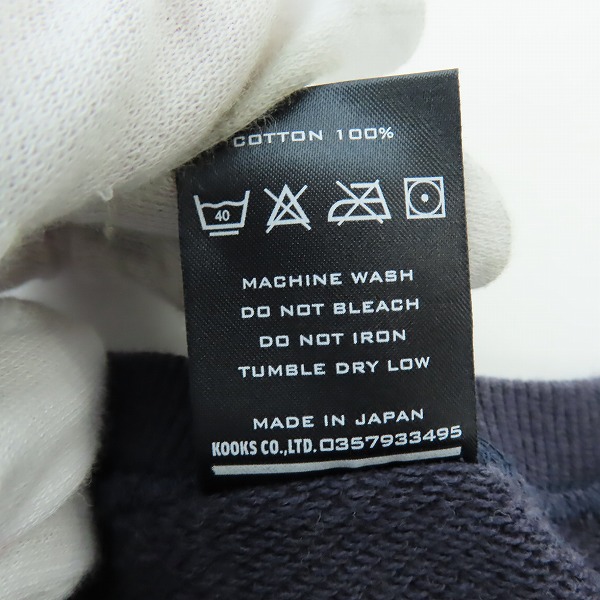 COTTON 100%
40
MACHINE WASH
DO NOT BLEACH
DO NOT IRON
TUMBLE DRY LOW
MADE IN JAPAN
KOOKS CO.,LTD.0357933495